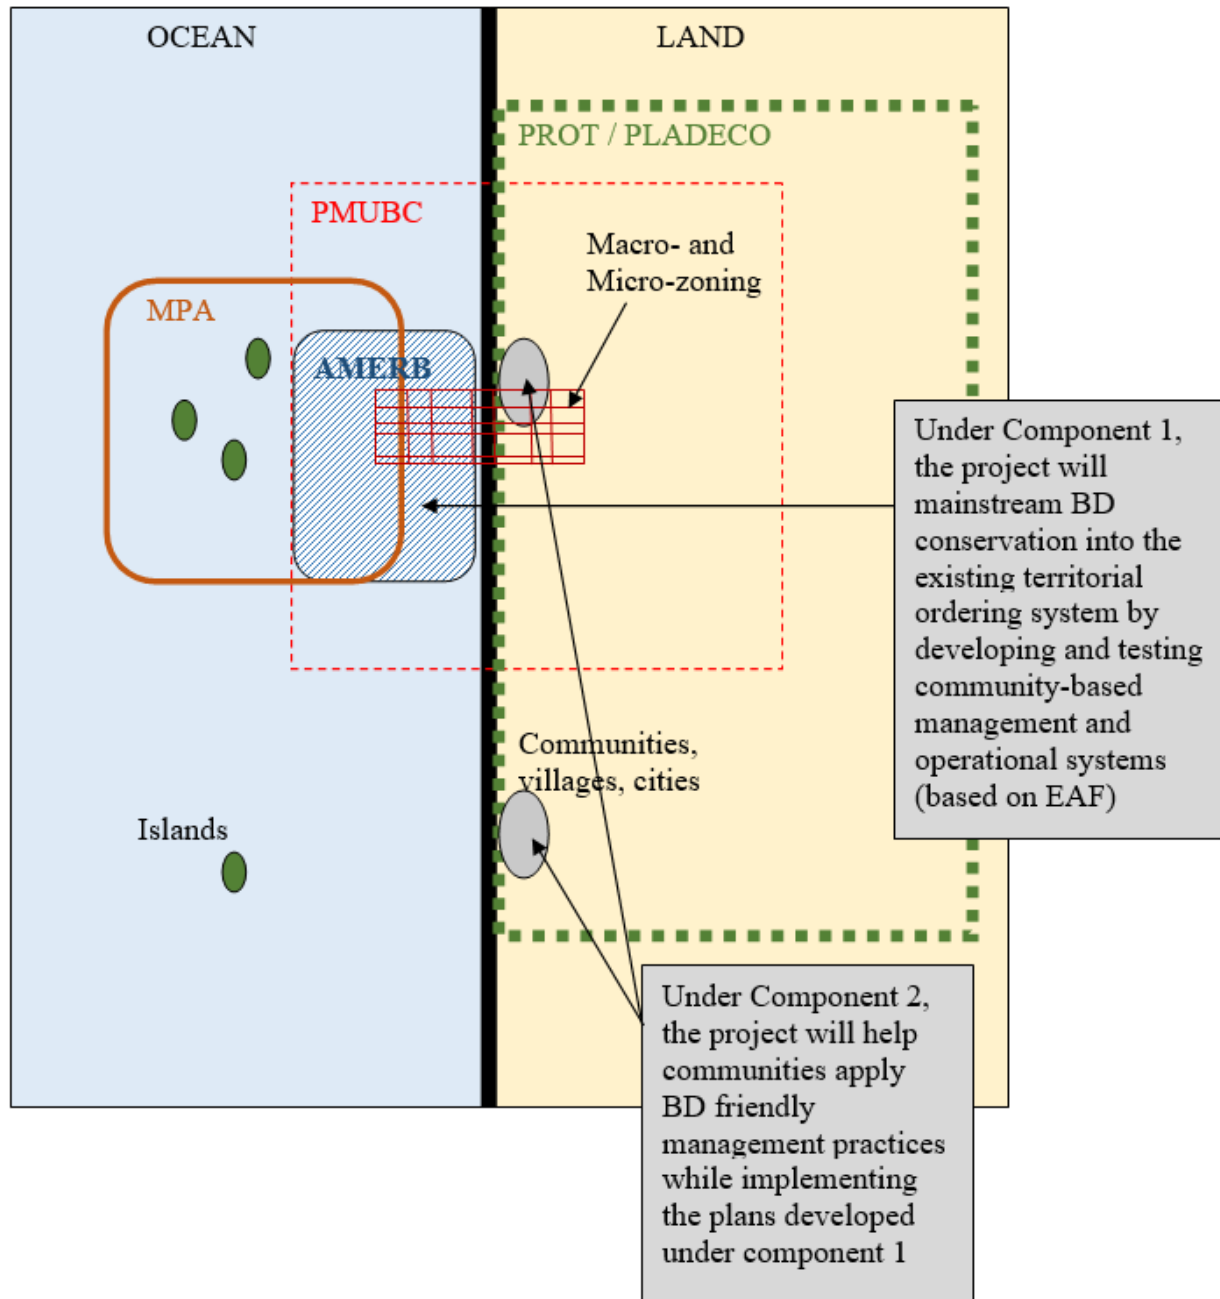 OCEAN
LAND
PROT / PLADECO
PMUBC
Macro- and
Micro-zoning
MPA
AMERB
Under Component 1,
the project will
mainstream BD
conservation into the
existing territorial
ordering system by
developing and testing
community-based
management and
operational systems
(based on EAF)
Communities,
villages, cities
Islands
Under Component 2,
the project will help
communities apply
BD friendly
management practices
while implementing
the plans developed
under component 1